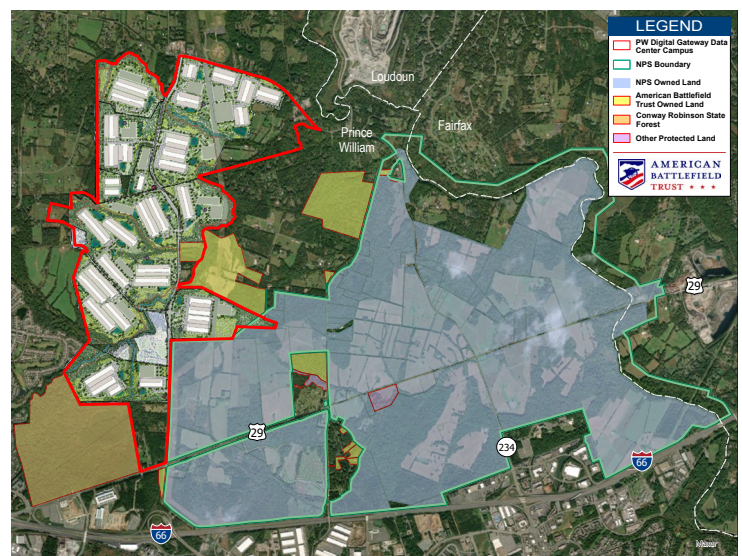 LEGEND
PW Digital Gateway Data
Center Campus
NPS Boundary
NPS Owned Land
American Battlefield
Trust Owned Land
Conway Robinson State
Forest
Other Protected Land
AMERICAN
BATTLEFIELD
TRUST
Loudoun
Prince
William
Fairfax
29
29
234
66
66